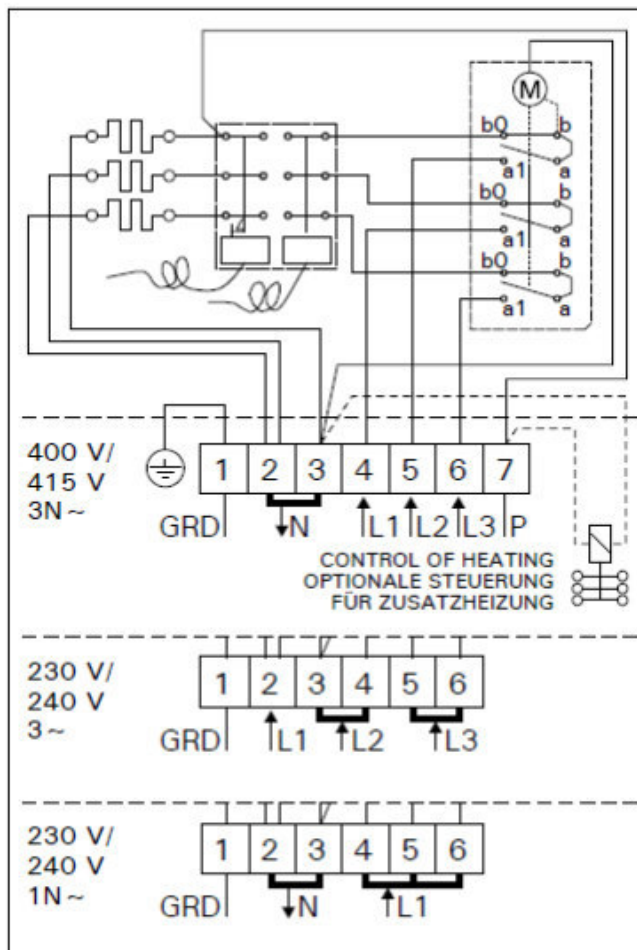 M
b0 b
a1 a
b0 b
a1 a
b0 b
a1 a
400 V/
415 V
3N ~
1 2 3 4 5 6 7
GRD N L1 L2 L3 P
CONTROL OF HEATING
OPTIONALE STEUERUNG
FÜR ZUSATZHEIZUNG
230 V/
240 V
3 ~
1 2 3 4 5 6
GRD L1 L2 L3
230 V/
240 V
1N ~
1 2 3 4 5 6
GRD N L1